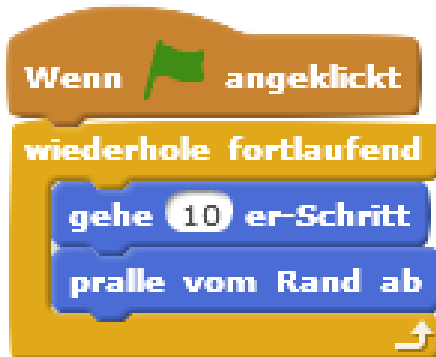 Wenn angeklickt
wiederhole fortlaufend
gehe 10 er-Schritt
pralle vom Rand ab